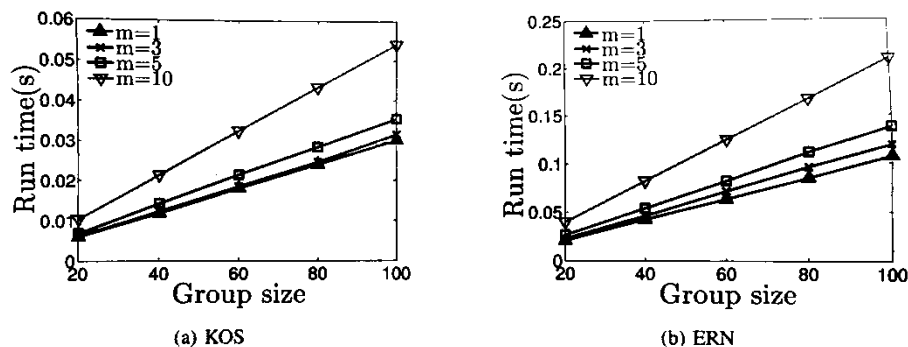 0.06
0.05
0.04
0.03
0.02
0.01
0
20 40 60 80 100
Run time(s)
Group size
m=1
m=3
m=5
m=10
(a) KOS
0.25
0.20
0.15
0.10
0.05
0
20 40 60 80 100
Run time(s)
Group size
m=1
m=3
m=5
m=10
(b) ERN